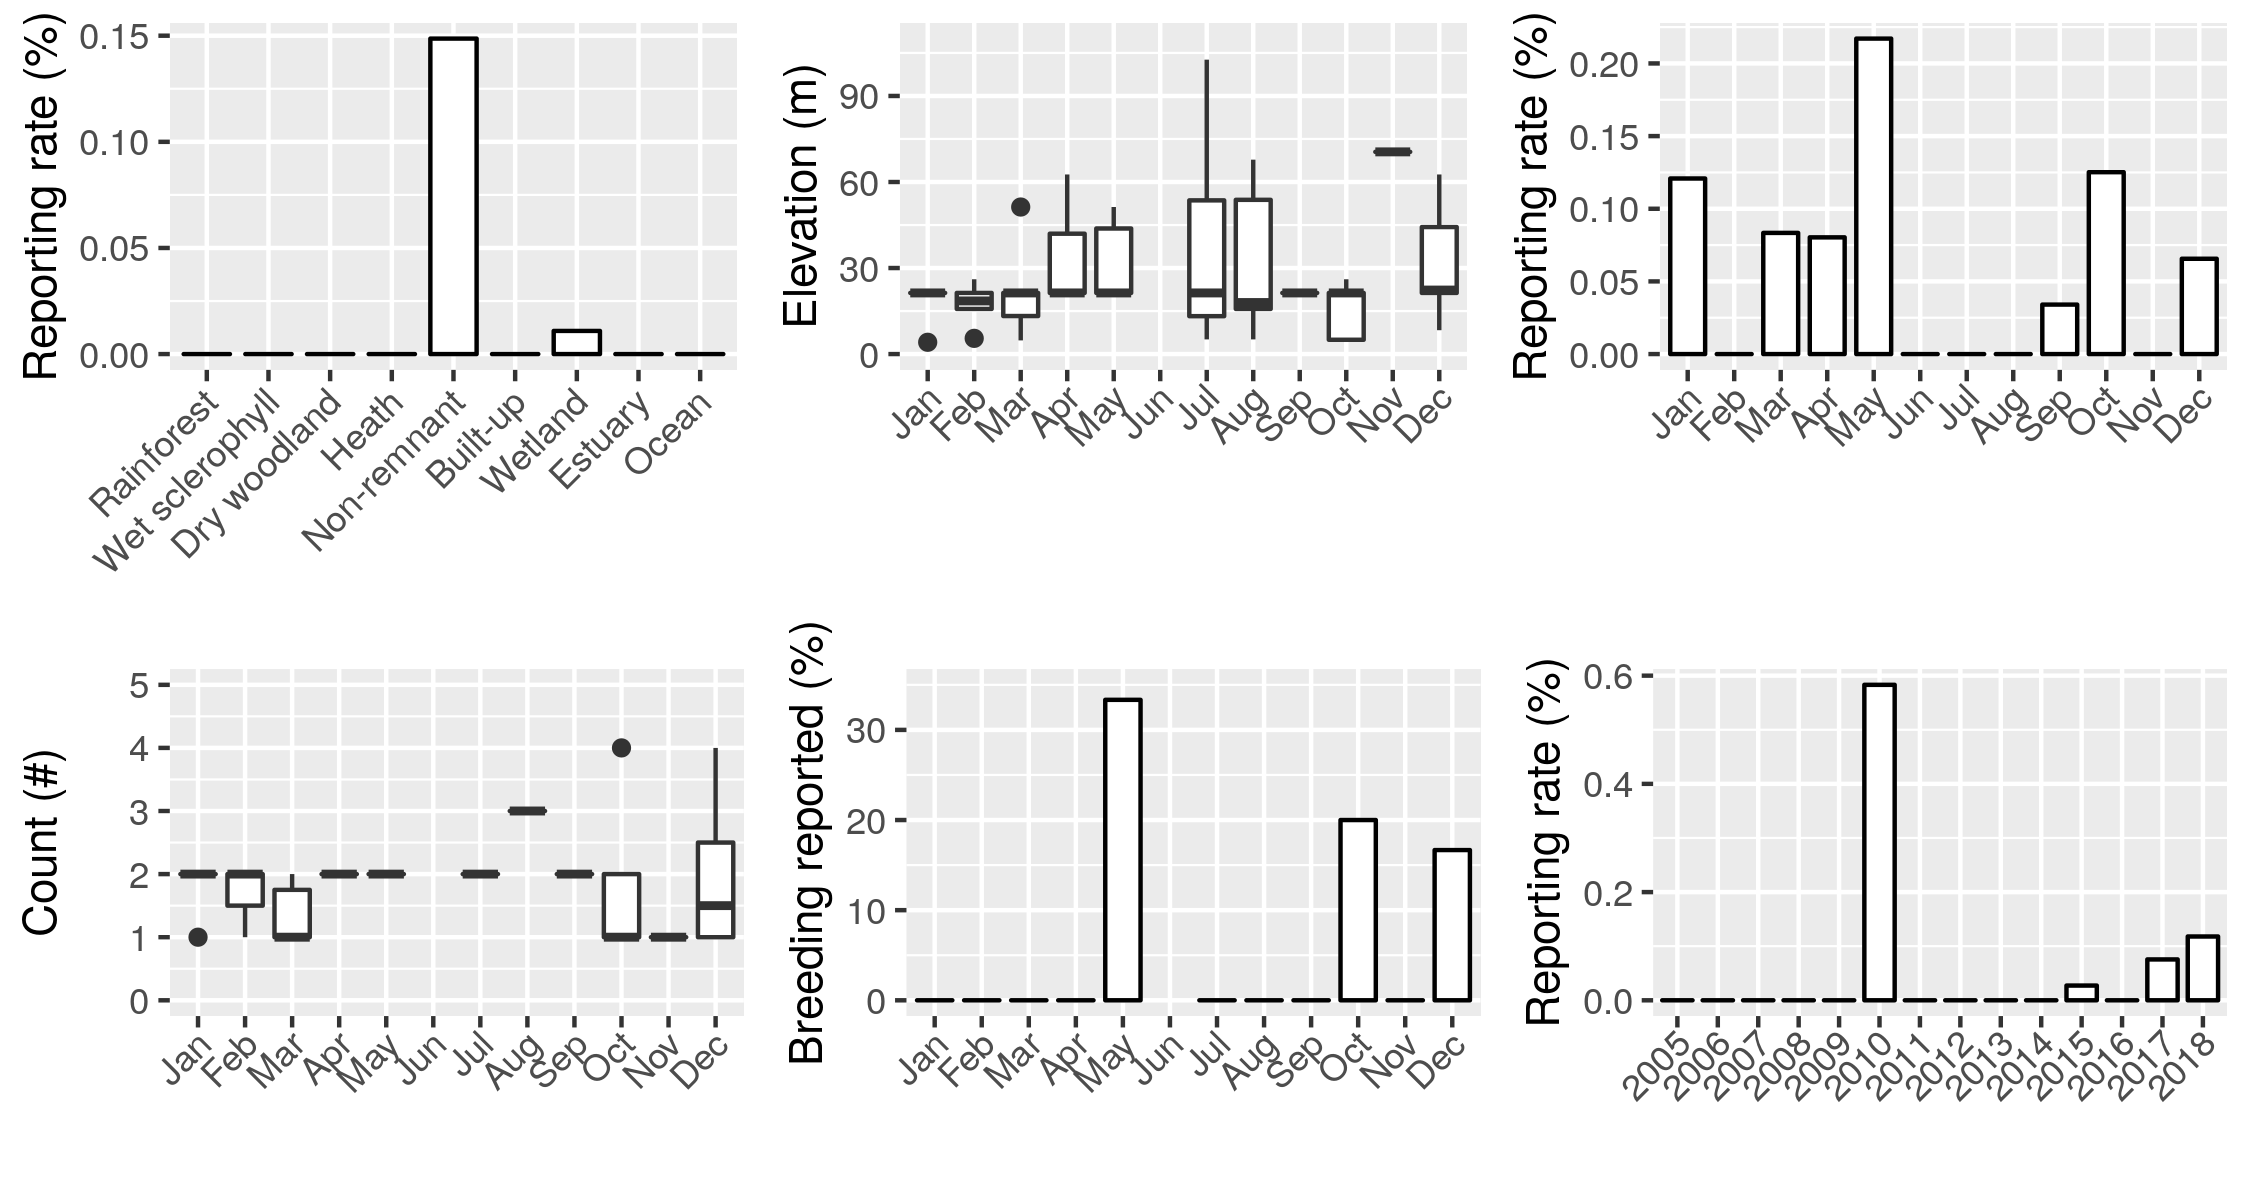 Reporting rate (%)
0.15
0.10
0.05
0.00
Rainforest
Wet sclerophyll
Dry woodland
Heath
Non-remnant
Built-up
Wetland
Estuary
Ocean
Elevation (m)
90
60
30
0
Jan
Feb
Mar
Apr
May
Jun
Jul
Aug
Sep
Oct
Nov
Dec
Reporting rate (%)
0.20
0.15
0.10
0.05
0.00
Jan
Feb
Mar
Apr
May
Jun
Jul
Aug
Sep
Oct
Nov
Dec
Count (#)
5
4
3
2
1
0
Jan
Feb
Mar
Apr
May
Jun
Jul
Aug
Sep
Oct
Nov
Dec
Breeding reported (%)
30
20
10
0
Jan
Feb
Mar
Apr
May
Jun
Jul
Aug
Sep
Oct
Nov
Dec
Reporting rate (%)
0.6
0.4
0.2
0.0
2005
2006
2007
2008
2009
2010
2011
2012
2013
2014
2015
2016
2017
2018